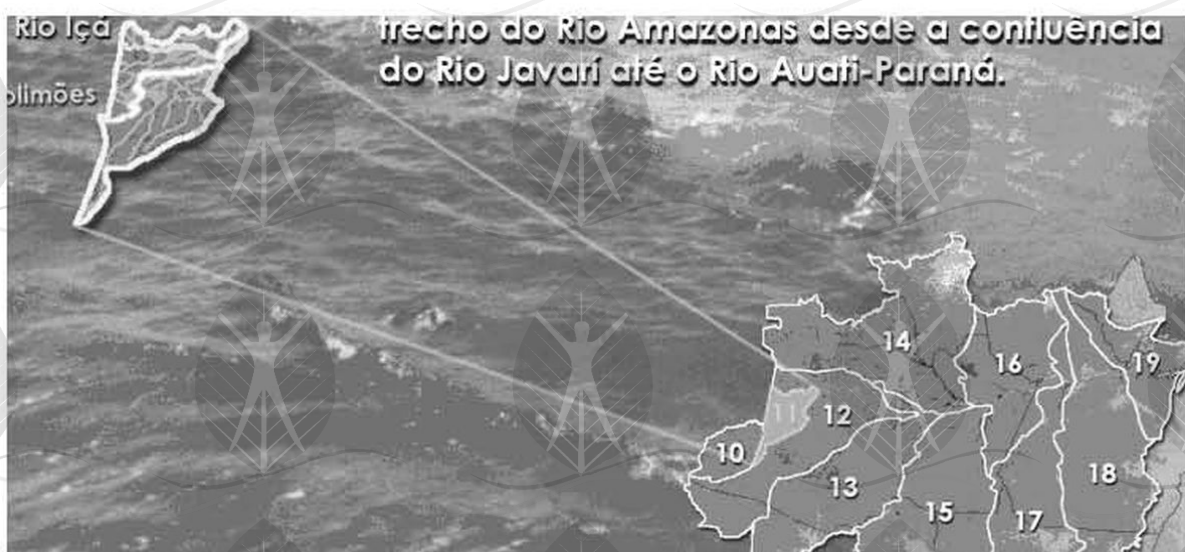 Rio Içá
trecho do Rio Amazonas desde a confluência
do Rio Javarí até o Rio Auati-Paraná.
olimões
14
16
19
11
12
10
13
18
15
17